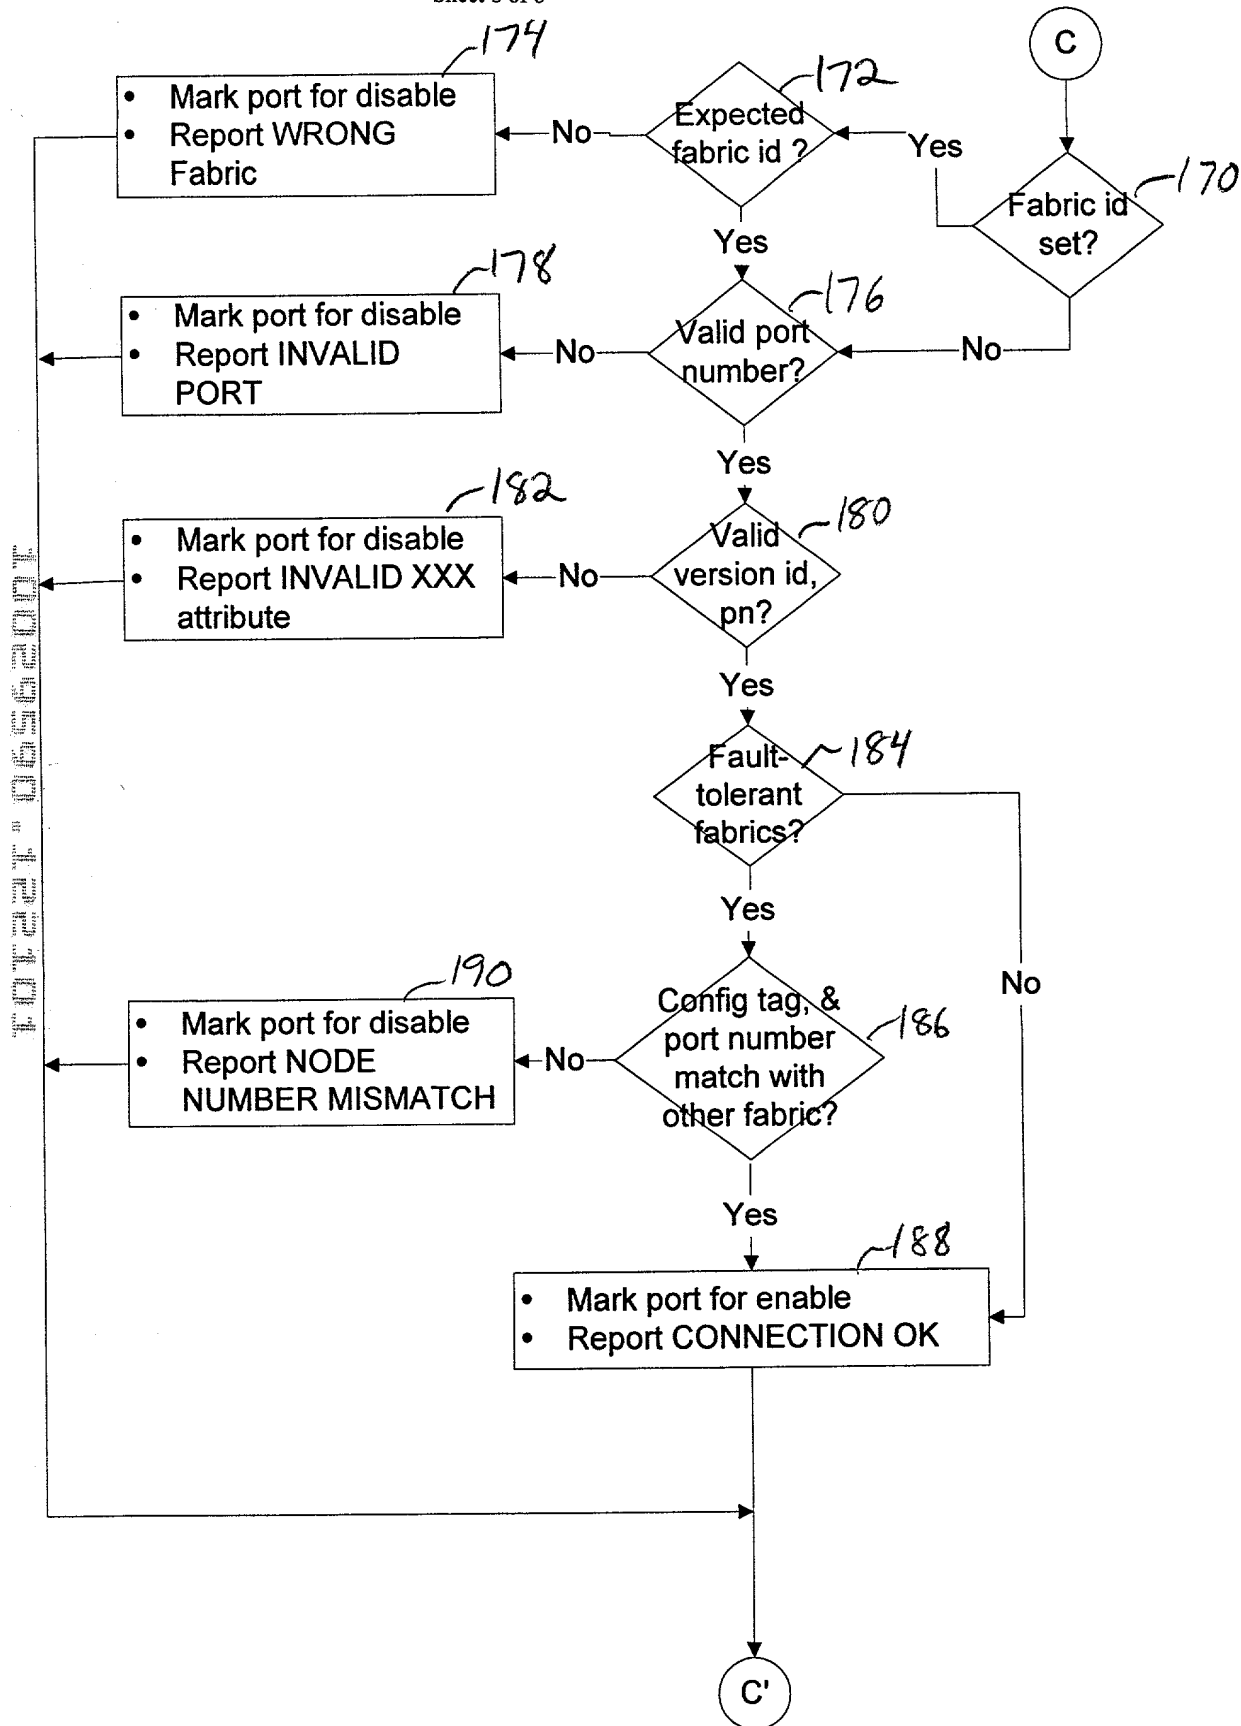 C
170
Fabric id
set?
Yes
No
172
Expected
fabric id ?
No
174
• Mark port for disable
• Report WRONG
Fabric
Yes
176
Valid port
number?
No
178
• Mark port for disable
• Report INVALID
PORT
Yes
180
Valid
version id,
pn?
No
182
• Mark port for disable
• Report INVALID XXX
attribute
Yes
184
Fault-
tolerant
fabrics?
No
Yes
186
Config tag, &
port number
match with
other fabric?
No
190
• Mark port for disable
• Report NODE
NUMBER MISMATCH
Yes
188
• Mark port for enable
• Report CONNECTION OK
C'